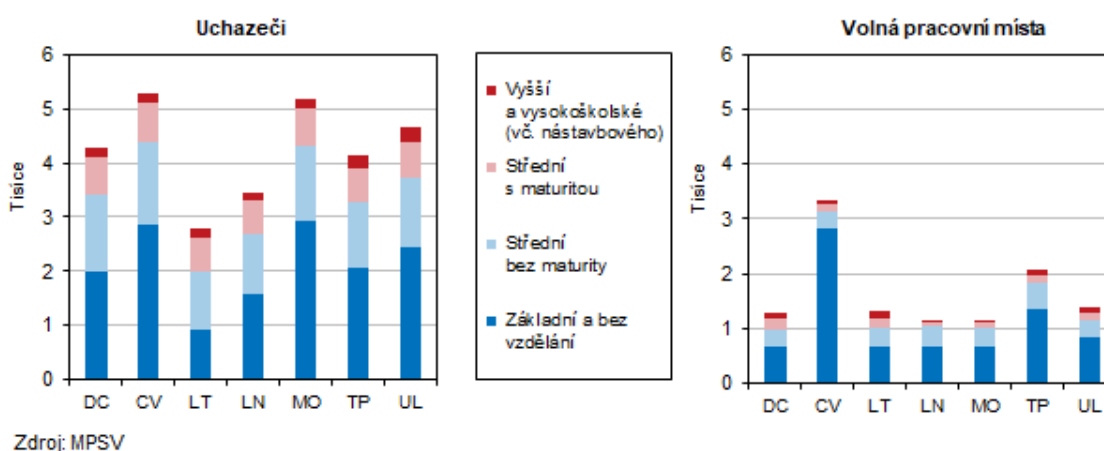 Uchazeči
Tisíce
6
5
4
3
2
1
0
DC CV LT LN MO TP UL
Vyšší
a vysokoškolské
(vč. nástavbového)
Střední
s maturitou
Střední
bez maturity
Základní a bez
vzdělání
Volná pracovní místa
Tisíce
6
5
4
3
2
1
0
DC CV LT LN MO TP UL
Zdroj: MPSV